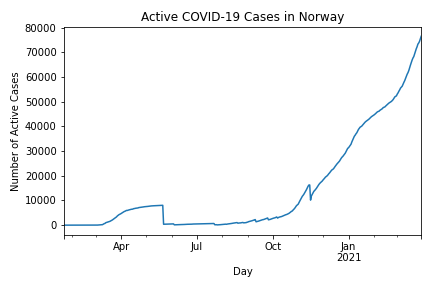 Active COVID-19 Cases in Norway
80000
70000
60000
50000
40000
30000
20000
10000
0
Number of Active Cases
Apr
Jul
Oct
Jan
2021
Day